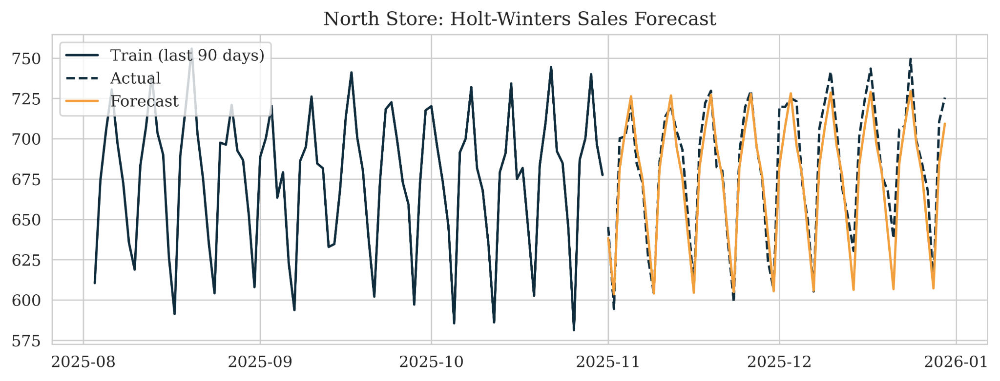 North Store: Holt-Winters Sales Forecast
Train (last 90 days)
Actual
Forecast
750
725
700
675
650
625
600
575
2025-08 2025-09 2025-10 2025-11 2025-12 2026-01